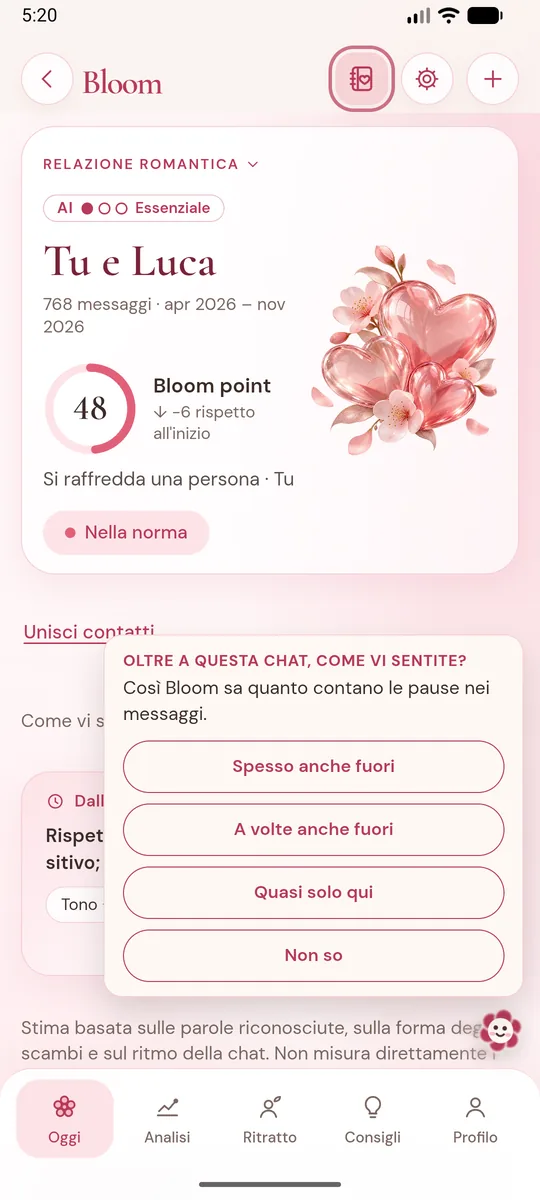 5:20
Bloom
RELAZIONE ROMANTICA
AI Essenziale
Tu e Luca
768 messaggi · apr 2026 – nov
2026
48
Bloom point
↓ −6 rispetto
all'inizio
Si raffredda una persona · Tu
Nella norma
Unisci contatti
OLTRE A QUESTA CHAT, COME VI SENTITE?
Così Bloom sa quanto contano le pause nei
messaggi.
Come vi s
Spesso anche fuori
A volte anche fuori
Quasi solo qui
Non so
Dall
Rispet
sitivo;
Tono
Stima basata sulle parole riconosciute, sulla forma deg
scambi e sul ritmo della chat. Non misura direttamente
Oggi
Analisi
Ritratto
Consigli
Profilo